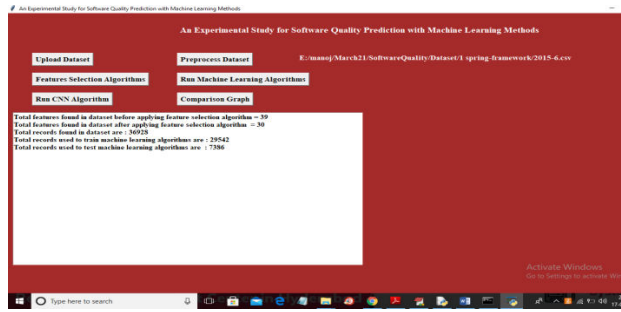 An Experimental Study for Software Quality Prediction with Machine Learning Methods
An Experimental Study for Software Quality Prediction with Machine Learning Methods
Upload Dataset
Preprocess Dataset
E:/manoj/March21/SoftwareQuality/Dataset/1 spring-framework/2015-6.csv
Features Selection Algorithms
Run Machine Learning Algorithms
Run CNN Algorithm
Comparison Graph
Total features found in dataset before applying feature selection algorithm = 39
Total features found in dataset after applying feature selection algorithm = 30
Total records found in dataset are : 36928
Total records used to train machine learning algorithms are : 29542
Total records used to test machine learning algorithms are : 7386
Activate Windows
Go to Settings to activate Win
Type here to search